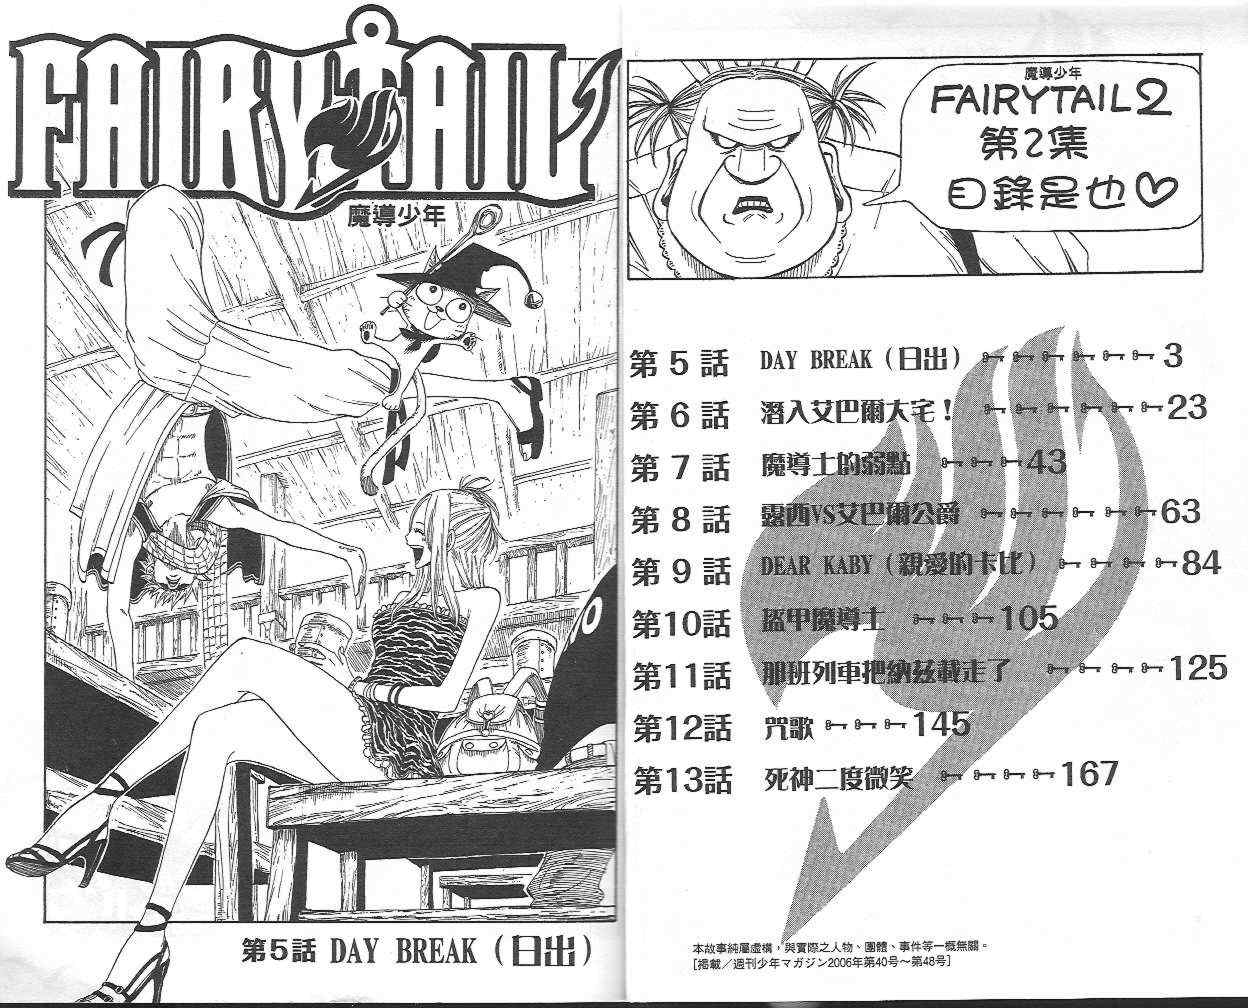 魔導少年
FAIRYTAIL2
第2集
目錄是也♡
第5話 DAY BREAK（日出） 3
第6話 潛入艾巴爾大宅！ 23
第7話 魔導士的弱點 43
第8話 露西VS艾巴爾公爵 63
第9話 DEAR KABY（親愛的卡比） 84
第10話 盔甲魔導士 105
第11話 那班列車把納茲載走了 125
第12話 咒歌 145
第13話 死神二度微笑 167
本故事純屬虛構，與實際之人物、團體、事件等一概無關。
［掲載／週刊少年マガジン2006年第40号～第48号］
FAIRY TAIL
魔導少年
第5話 DAY BREAK（日出）